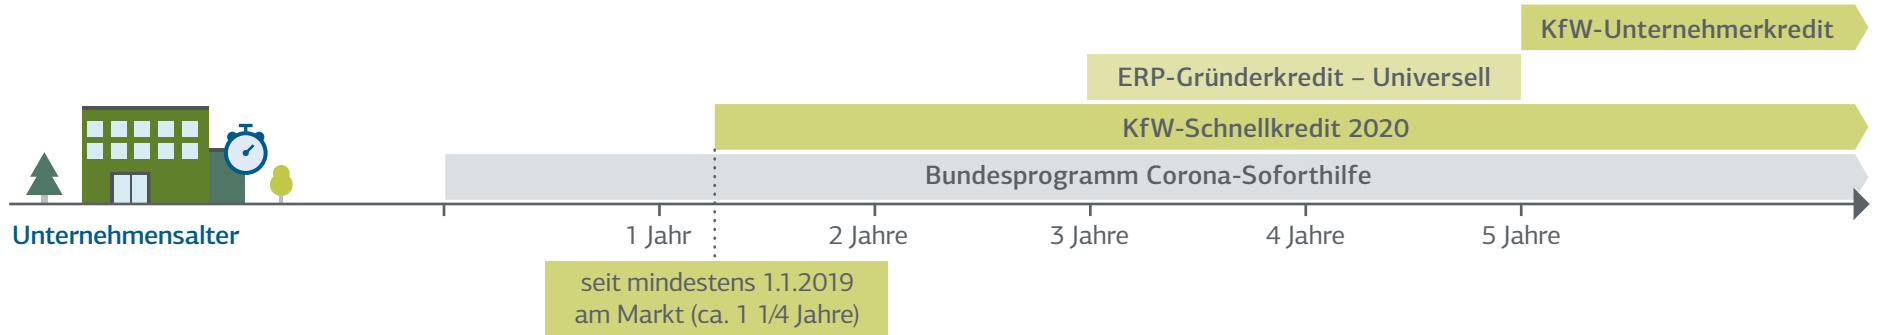 KfW-Unternehmerkredit
ERP-Gründerkredit – Universell
KfW-Schnellkredit 2020
Bundesprogramm Corona-Soforthilfe
Unternehmensalter
1 Jahr
2 Jahre
3 Jahre
4 Jahre
5 Jahre
seit mindestens 1.1.2019
am Markt (ca. 1 1/4 Jahre)